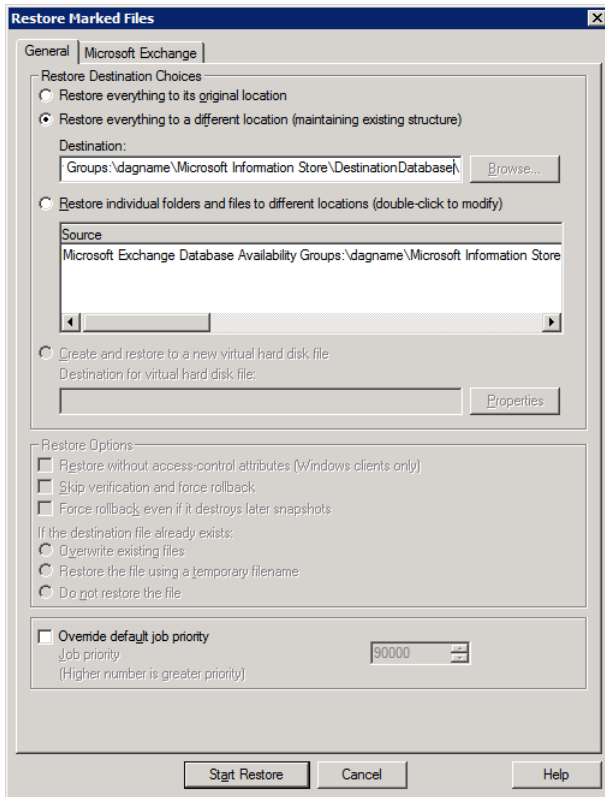 Restore Marked Files
General
Microsoft Exchange
Restore Destination Choices
Restore everything to its original location
Restore everything to a different location (maintaining existing structure)
Destination:
Groups:\dagname\Microsoft Information Store\DestinationDatabase\
Browse...
Restore individual folders and files to different locations (double-click to modify)
Source
Microsoft Exchange Database Availability Groups:\dagname\Microsoft Information Store
Create and restore to a new virtual hard disk file
Destination for virtual hard disk file:
Properties
Restore Options
Restore without access-control attributes (Windows clients only)
Skip verification and force rollback
Force rollback even if it destroys later snapshots
If the destination file already exists:
Overwrite existing files
Restore the file using a temporary filename
Do not restore the file
Override default job priority
Job priority
90000
(Higher number is greater priority)
Start Restore
Cancel
Help